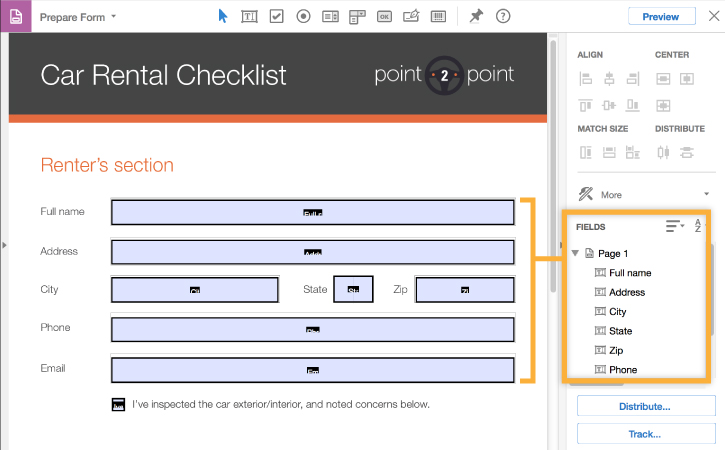 Prepare Form
OK
Preview
Car Rental Checklist
point 2 point
Renter's section
Full name
Address
City
State
Zip
Phone
Email
I've inspected the car exterior/interior, and noted concerns below.
ALIGN
CENTER
MATCH SIZE
DISTRIBUTE
More
FIELDS
Page 1
Full name
Address
City
State
Zip
Phone
Distribute...
Track...